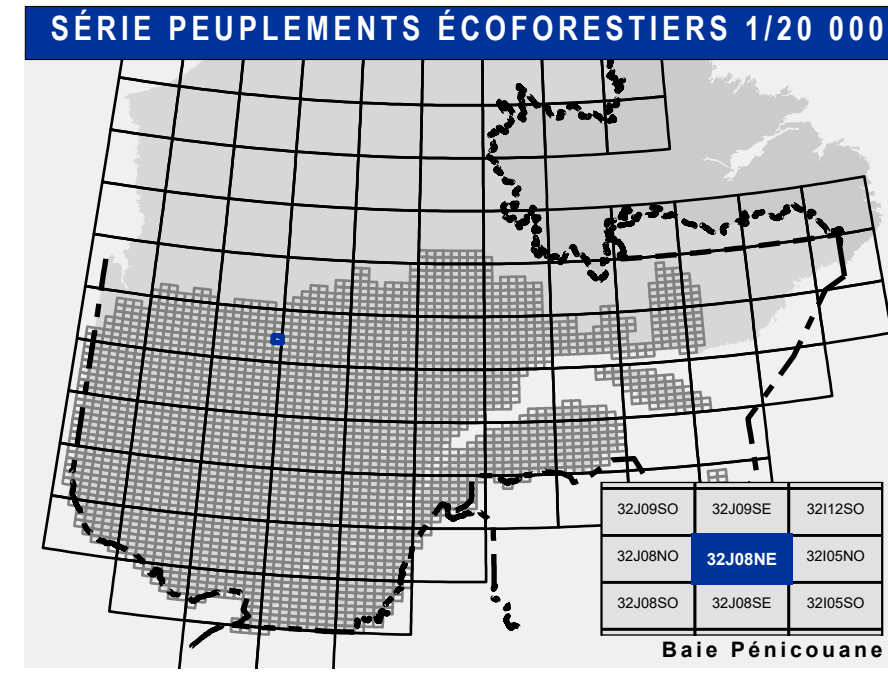 SÉRIE PEUPLEMENTS ÉCOFORESTIERS 1/20 000
32J09SO 32J09SE 32I12SO
32J08NO 32J08NE 32I05NO
32J08SO 32J08SE 32I05SO
Baie Pénicouane